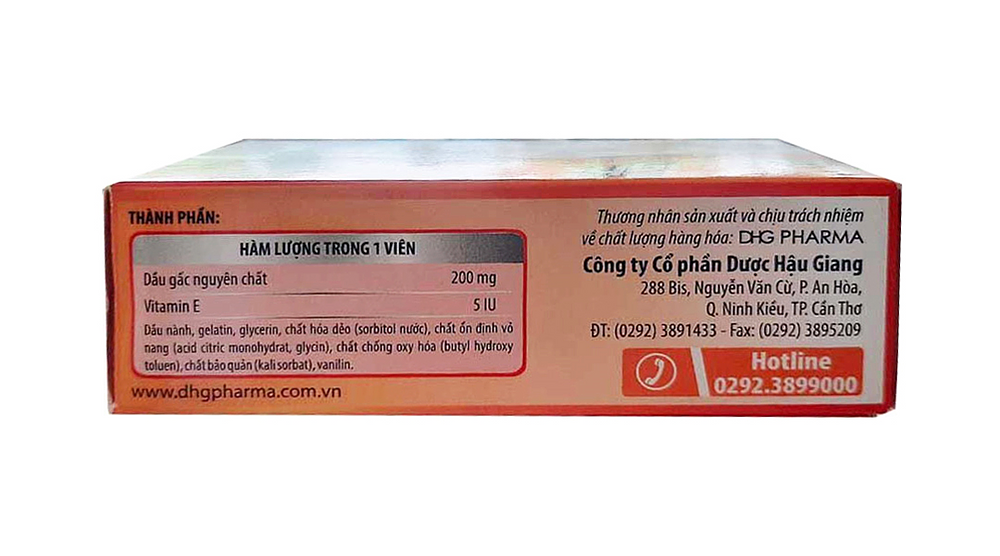 THÀNH PHẦN:
HÀM LƯỢNG TRONG 1 VIÊN
Dầu gấc nguyên chất 200 mg
Vitamin E 5 IU
Dầu nành, gelatin, glycerin, chất hóa dẻo (sorbitol nước), chất ổn định vỏ
nang (acid citric monohydrat, glycin), chất chống oxy hóa (butyl hydroxy
toluen), chất bảo quản (kali sorbat), vanilin.
www.dhgpharma.com.vn
Thương nhân sản xuất và chịu trách nhiệm
về chất lượng hàng hóa: DHG PHARMA
Công ty Cổ phần Dược Hậu Giang
288 Bis, Nguyễn Văn Cừ, P. An Hòa,
Q. Ninh Kiều, TP. Cần Thơ
ĐT: (0292) 3891433 - Fax: (0292) 3895209
Hotline
0292.3899000